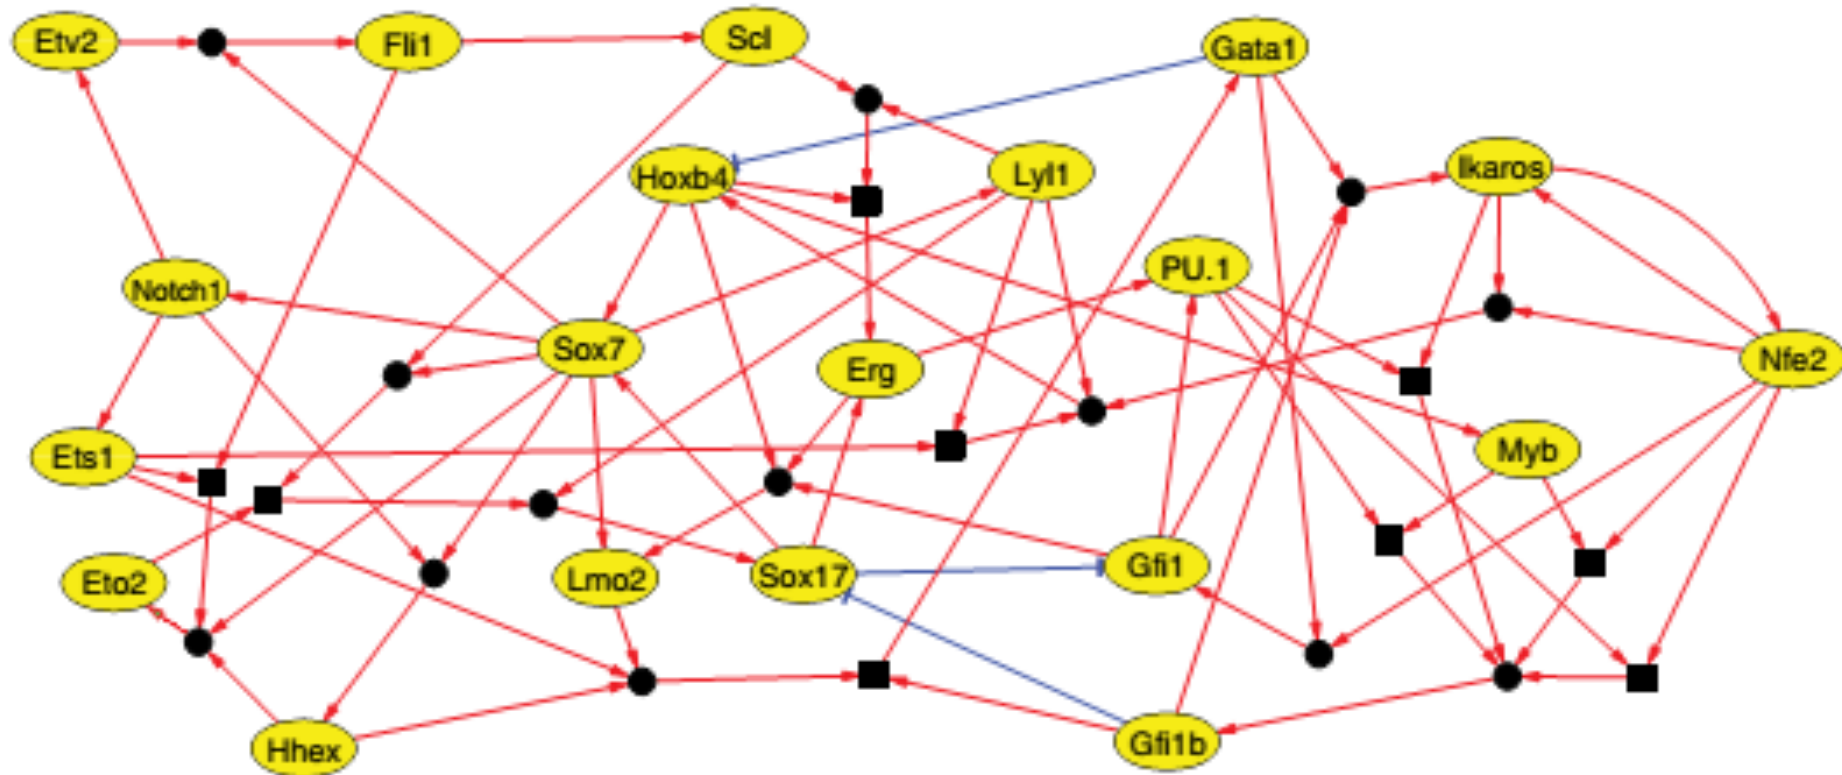 Etv2
Fli1
Scl
Gata1
Hoxb4
Lyl1
Ikaros
Notch1
PU.1
Sox7
Erg
Nfe2
Ets1
Myb
Eto2
Lmo2
Sox17
Gfi1
Hhex
Gfi1b